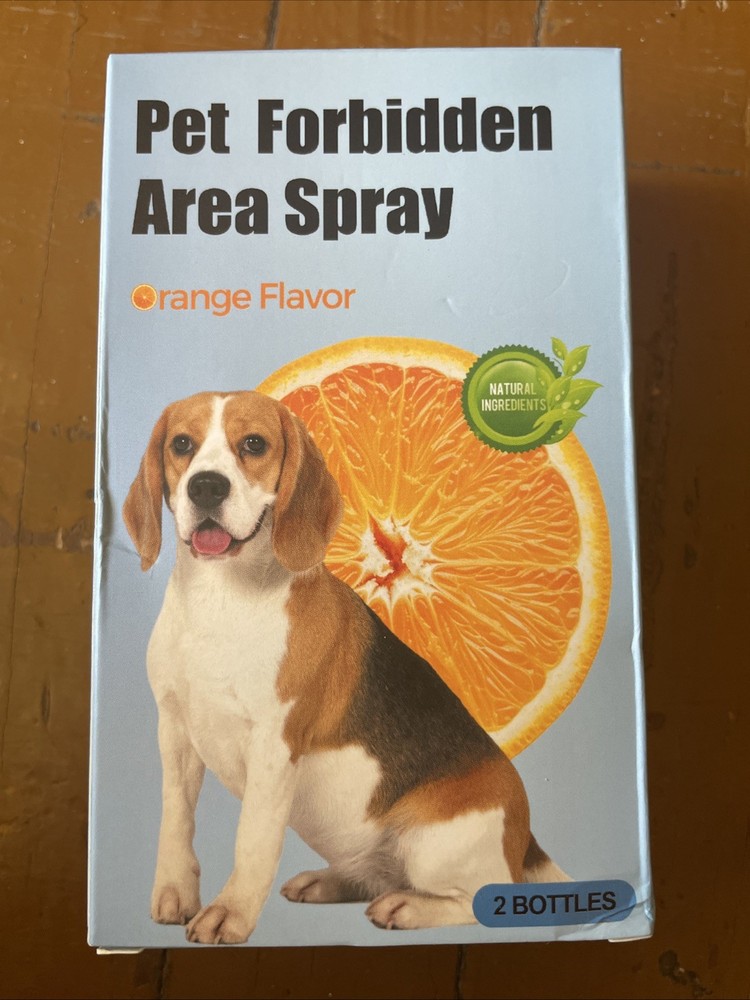 Pet Forbidden
Area Spray
Orange Flavor
NATURAL
INGREDIENTS
2 BOTTLES